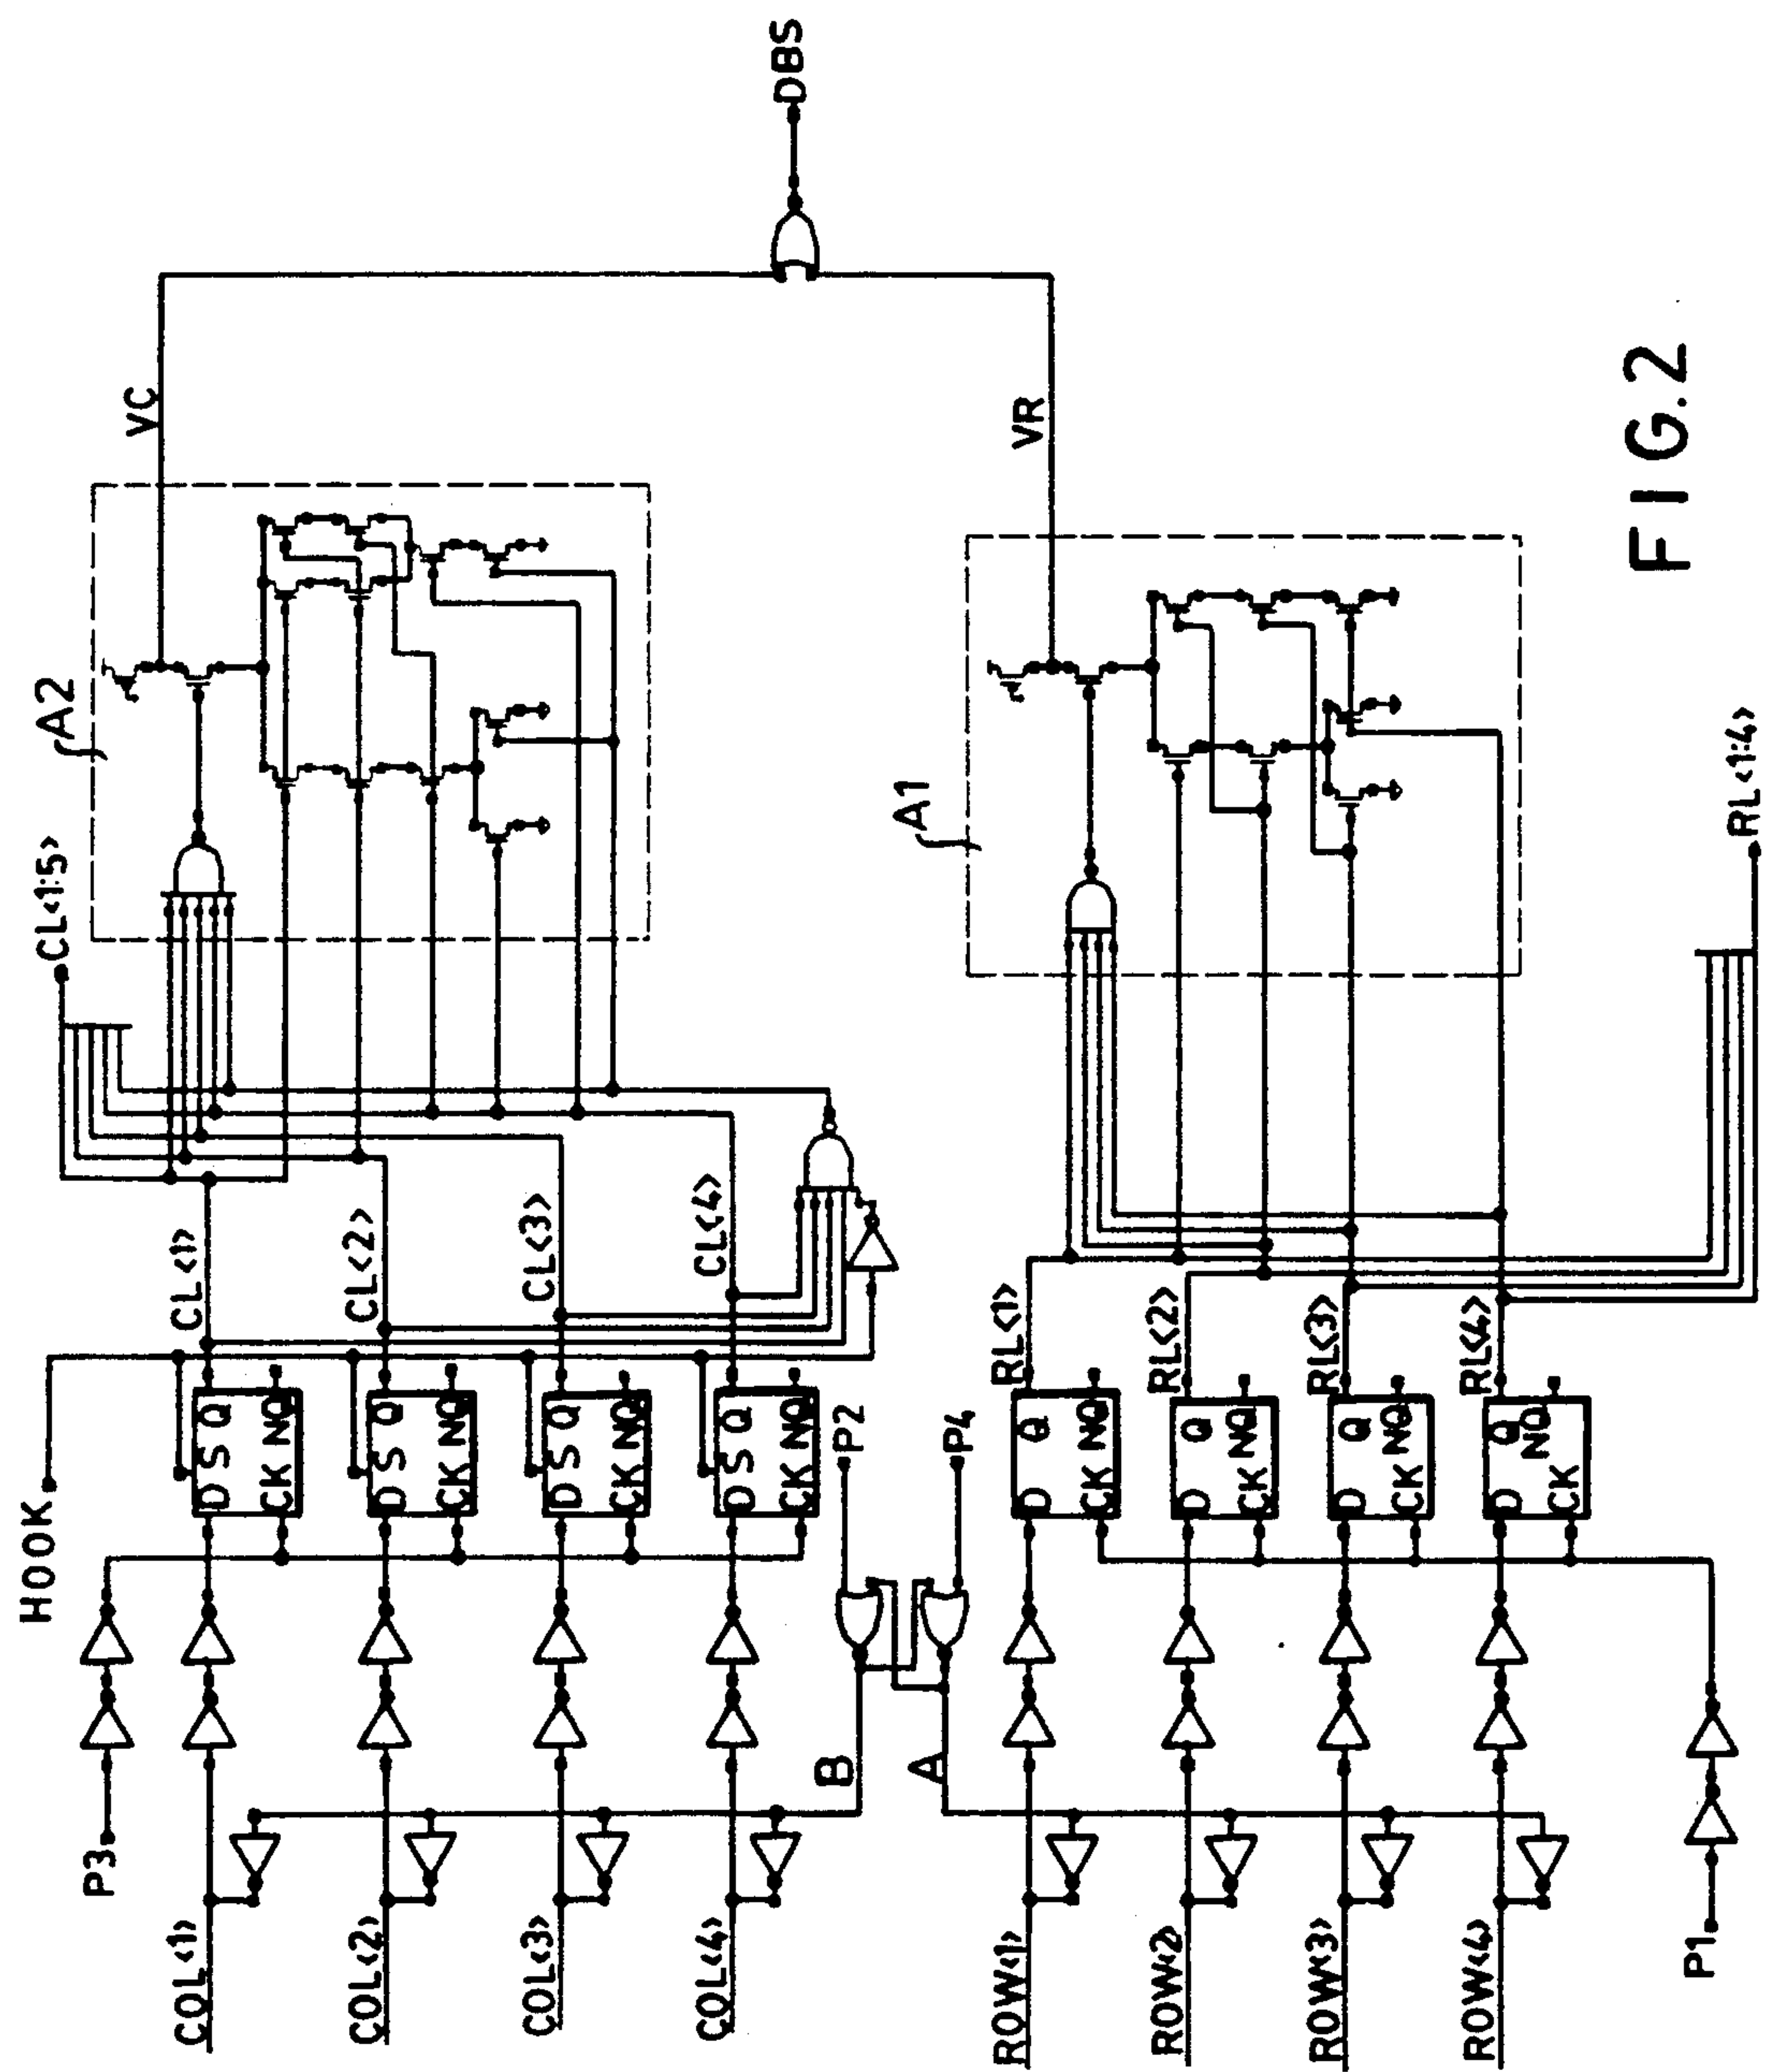 HOOK
P3
COL<1>
COL<2>
COL<3>
COL<4>
CL<1>
CL<2>
CL<3>
CL<4>
CL<1:5>
D S Q
CK NQ
D S Q
CK NQ
D S Q
CK NQ
D S Q
CK NQ
A2
VC
DBS
P2
P4
B
A
ROW<1>
ROW<2
ROW<3>
ROW<4>
D Q
CK NQ
D Q
CK NQ
D Q
CK NQ
D Q
CK NQ
RL<1>
RL<2>
RL<3>
RL<4>
RL<1:4>
A1
VR
P1
FIG.2